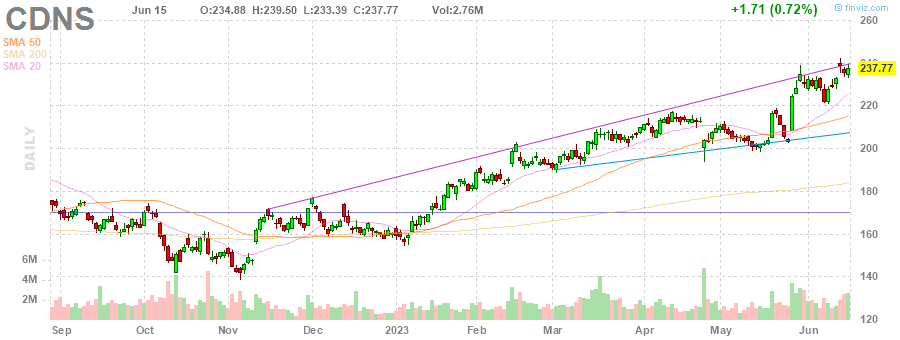 CDNS Jun 15 O:234.88 H:239.50 L:233.39 C:237.77 Vol:2.76M +1.71 (0.72%) finviz.com
SMA 50
SMA 200
SMA 20
DAILY
260
240
237.77
220
200
180
160
140
120
6M
4M
2M
Sep Oct Nov Dec 2023 Feb Mar Apr May Jun